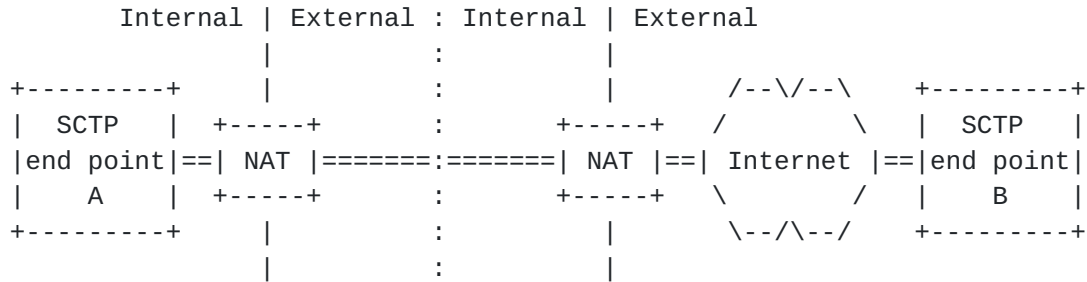 Internal | External : Internal | External
|               :               |
+---------+ | : | /--\/--\ +---------+
| SCTP | +-----+ : +-----+ / \ | SCTP |
|end point|==| NAT |=======:=======| NAT |==| Internet |==|end point|
| A | +-----+ : +-----+ \ / | B |
+---------+ | : | \--/\--/ +---------+
| : |